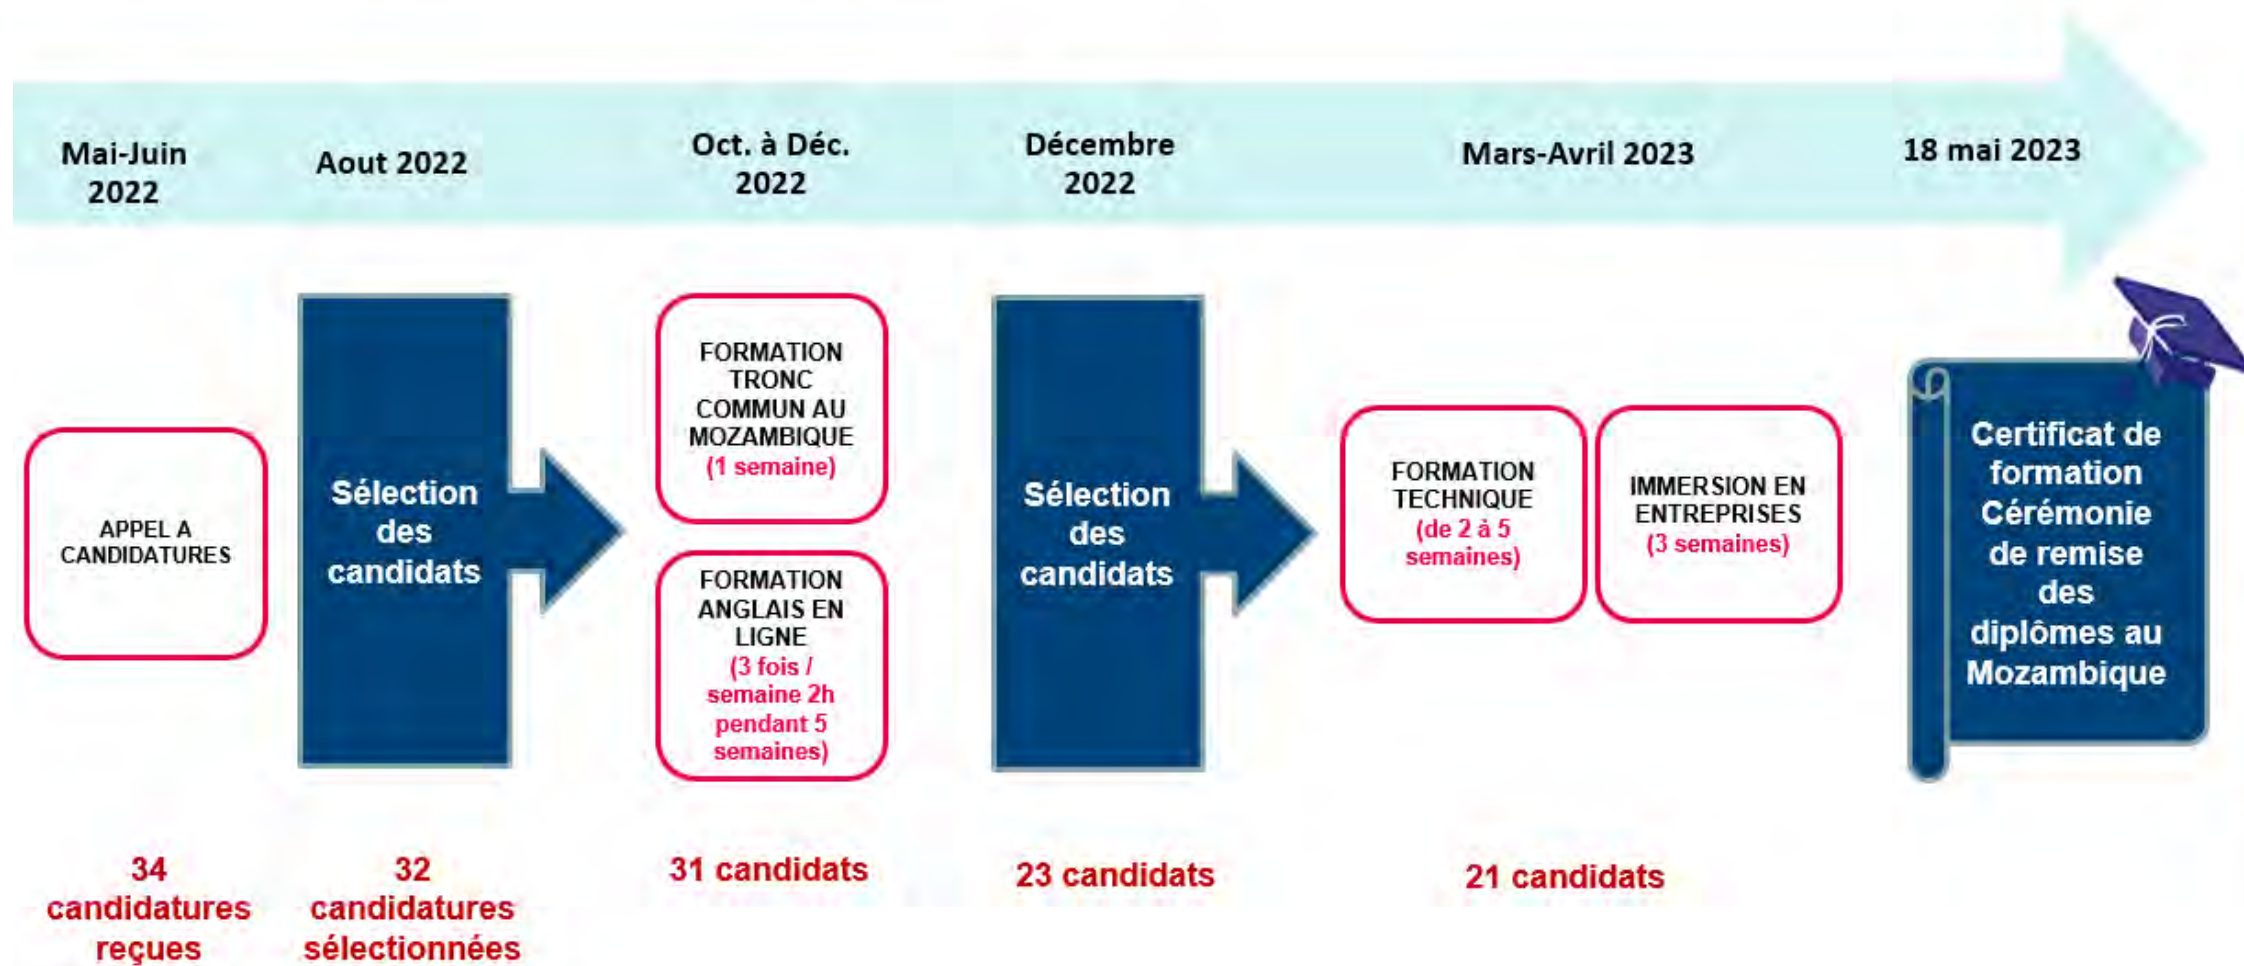 Mai-Juin
2022
Aout 2022
Oct. à Déc.
2022
Décembre
2022
Mars-Avril 2023
18 mai 2023
APPEL A
CANDIDATURES
Sélection
des
candidats
FORMATION
TRONC
COMMUN AU
MOZAMBIQUE
(1 semaine)
FORMATION
ANGLAIS EN
LIGNE
(3 fois /
semaine 2h
pendant 5
semaines)
Sélection
des
candidats
FORMATION
TECHNIQUE
(de 2 à 5
semaines)
IMMERSION EN
ENTREPRISES
(3 semaines)
Certificat de
formation
Cérémonie
de remise
des
diplômes au
Mozambique
34
candidatures
reçues
32
candidatures
sélectionnées
31 candidats
23 candidats
21 candidats